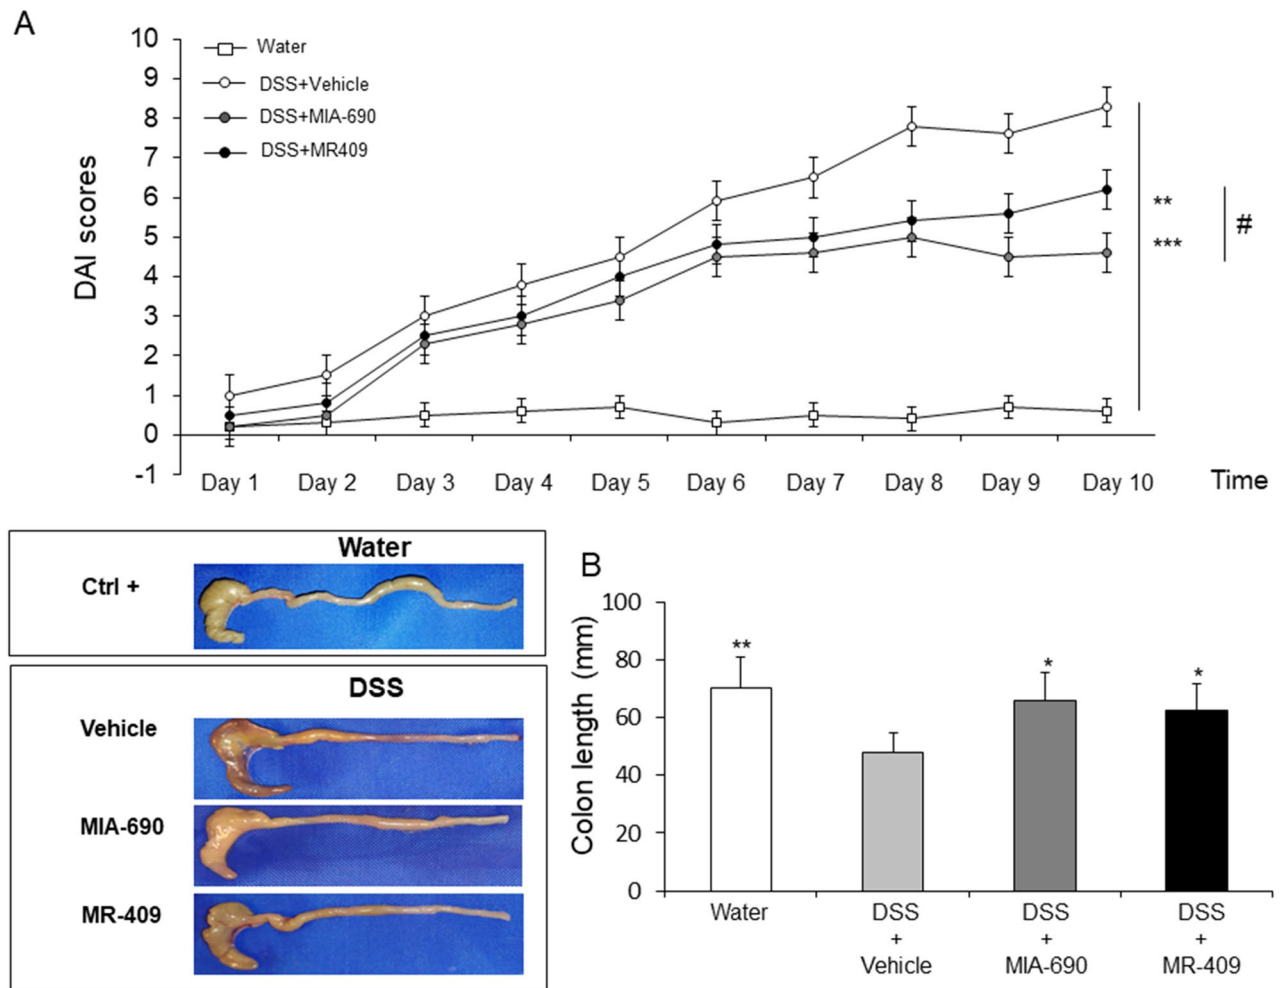 A
10
9
8
7
6
5
4
3
2
1
0
-1
DAI scores
Water
DSS+Vehicle
DSS+MIA-690
DSS+MR409
**
***
#
Day 1 Day 2 Day 3 Day 4 Day 5 Day 6 Day 7 Day 8 Day 9 Day 10 Time
Water
Ctrl +
DSS
Vehicle
MIA-690
MR-409
B
100
80
60
40
20
0
Colon length (mm)
**
*
*
Water DSS DSS DSS
+ + +
Vehicle MIA-690 MR-409